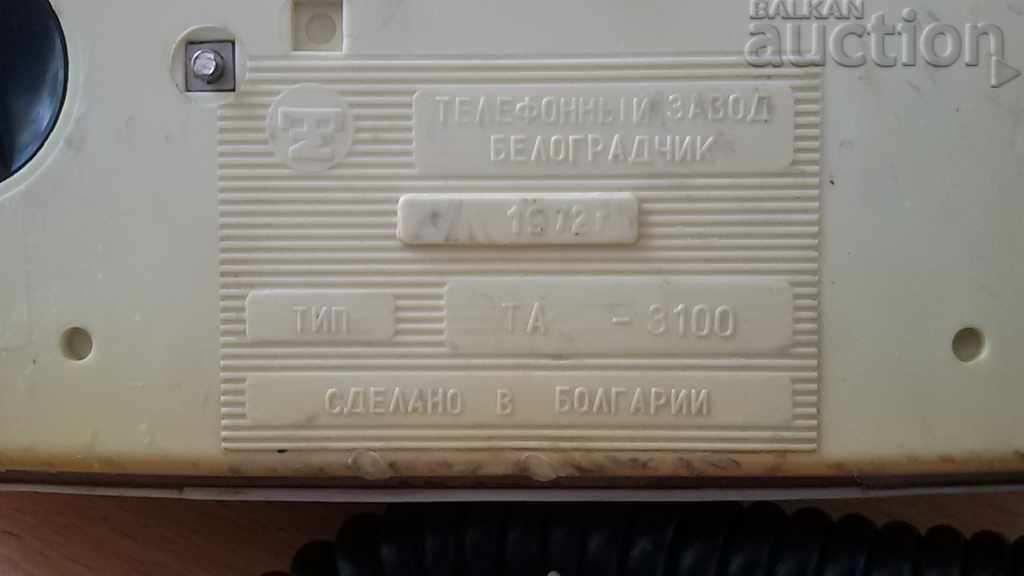 BALKAN
auction
ТЕЛЕФОННЫЙ ЗАВОД
БЕЛОГРАДЧИК
1972г
ТИП ТА - 3100
СДЕЛАНО В БОЛГАРИИ